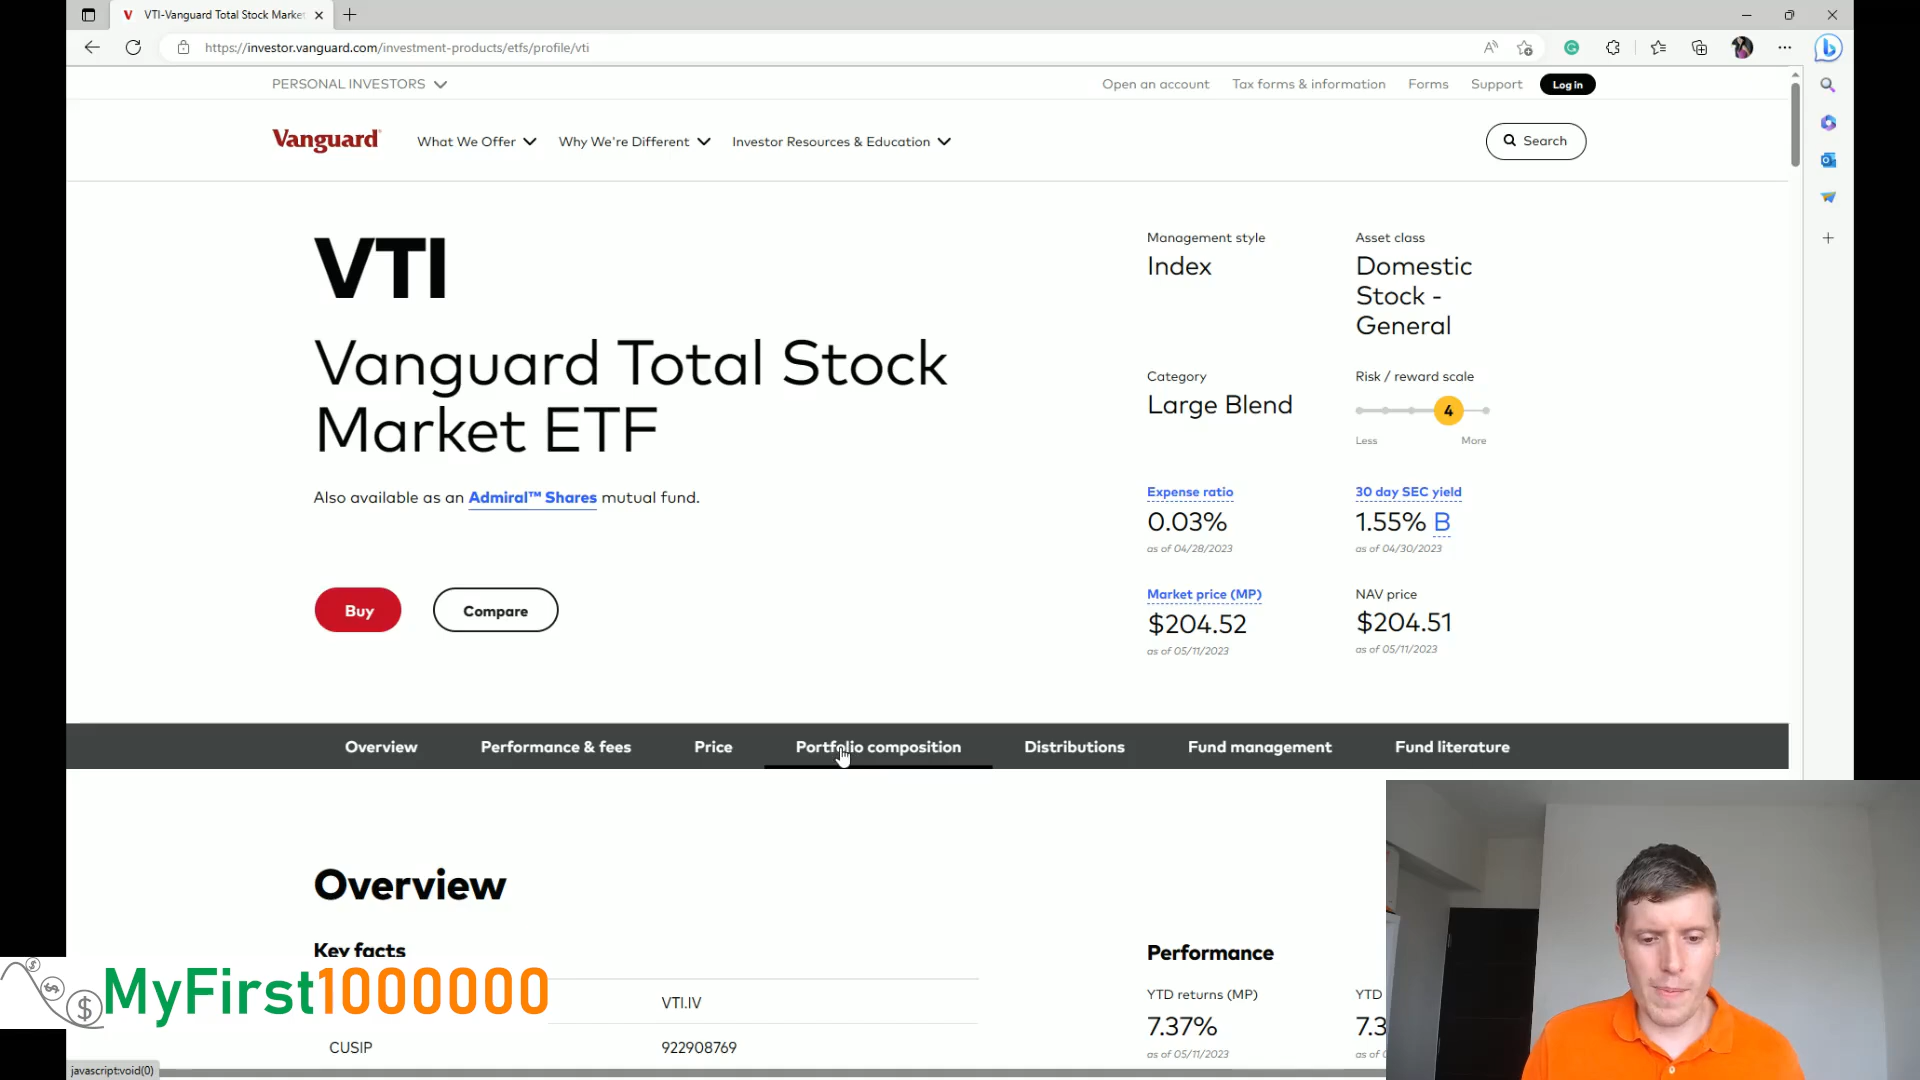 VTI-Vanguard Total Stock Market
https://investor.vanguard.com/investment-products/etfs/profile/vti
PERSONAL INVESTORS
Open an account
Tax forms & information
Forms
Support
Log in
Vanguard
What We Offer
Why We're Different
Investor Resources & Education
Search
VTI
Vanguard Total Stock
Market ETF
Also available as an Admiral™ Shares mutual fund.
Buy
Compare
Management style
Index
Asset class
Domestic
Stock -
General
Category
Large Blend
Risk / reward scale
4
Less
More
Expense ratio
0.03%
as of 04/28/2023
30 day SEC yield
1.55% B
as of 04/30/2023
Market price (MP)
$204.52
as of 05/11/2023
NAV price
$204.51
as of 05/11/2023
Overview
Performance & fees
Price
Portfolio composition
Distributions
Fund management
Fund literature
Overview
Key facts
VTI.IV
CUSIP
922908769
Performance
YTD returns (MP)
7.37%
as of 05/11/2023
YTD
7.3
as of
MyFirst1000000
javascript:void(0)